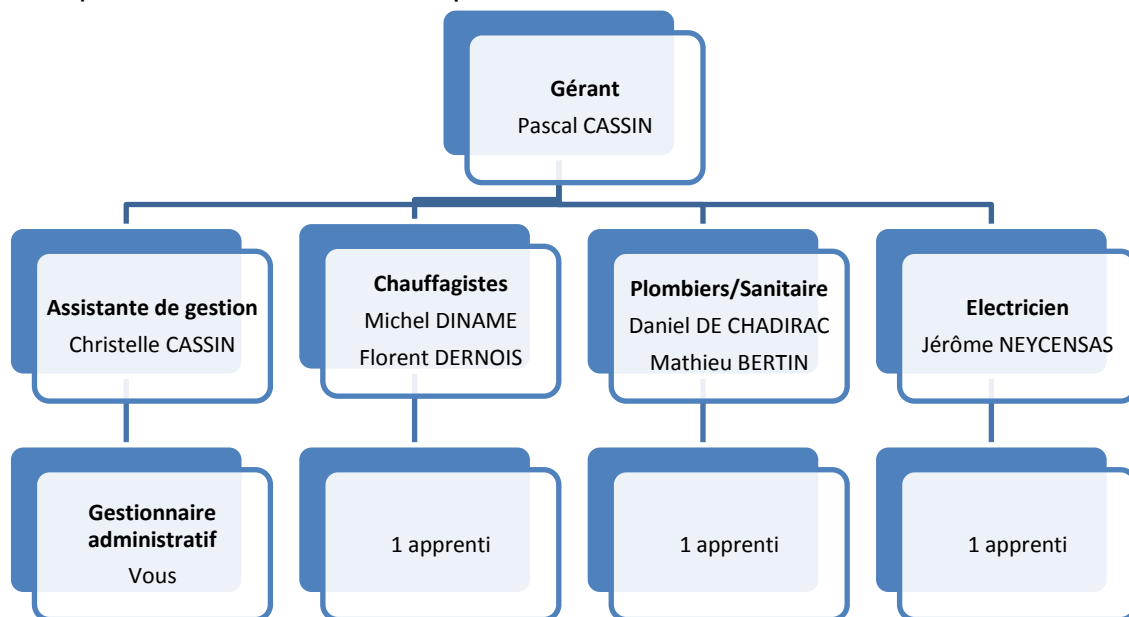 Gérant
Pascal CASSIN
Assistante de gestion
Christelle CASSIN
Chauffagistes
Michel DINAME
Florent DERNOIS
Plombiers/Sanitaire
Daniel DE CHADIRAC
Mathieu BERTIN
Electricien
Jérôme NEYCENSAS
Gestionnaire
administratif
Vous
1 apprenti
1 apprenti
1 apprenti